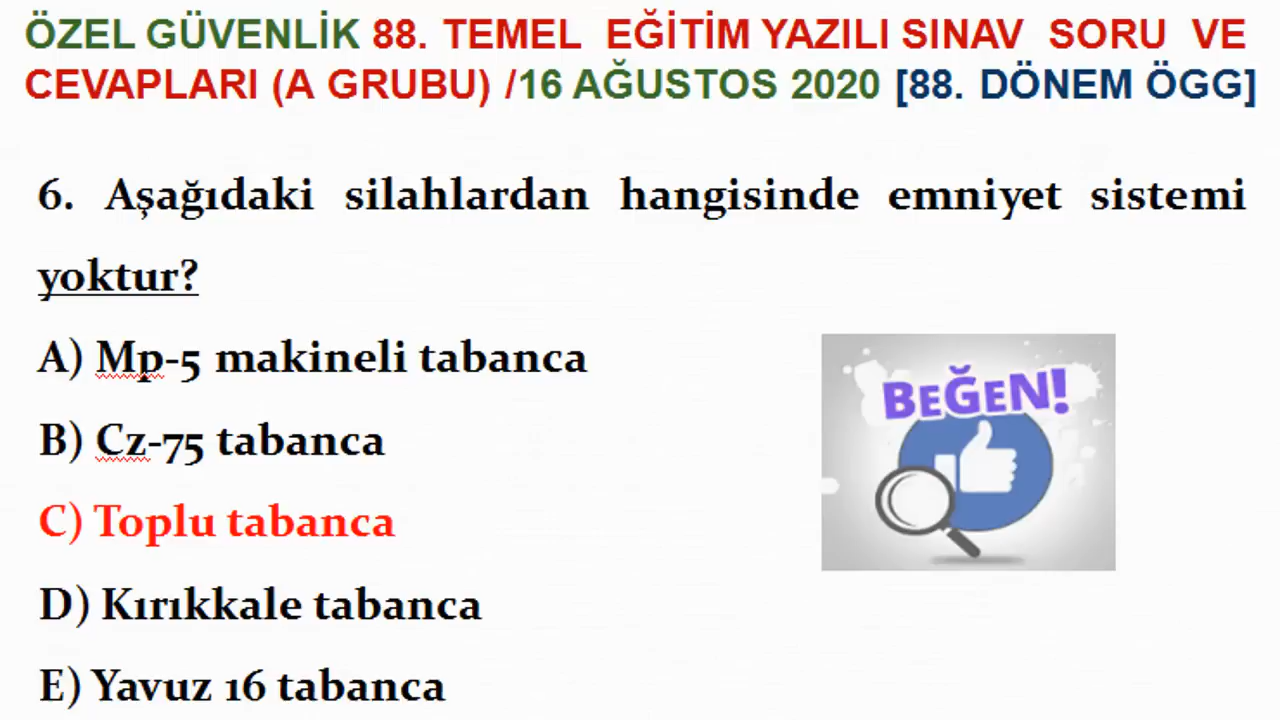 ÖZEL GÜVENLİK 88. TEMEL EĞİTİM YAZILI SINAV SORU VE
CEVAPLARI (A GRUBU) /16 AĞUSTOS 2020 [88. DÖNEM ÖGG]
6. Aşağıdaki silahlardan hangisinde emniyet sistemi
yoktur?
A) Mp-5 makineli tabanca
B) Cz-75 tabanca
C) Toplu tabanca
D) Kırıkkale tabanca
E) Yavuz 16 tabanca
BEĞEN!